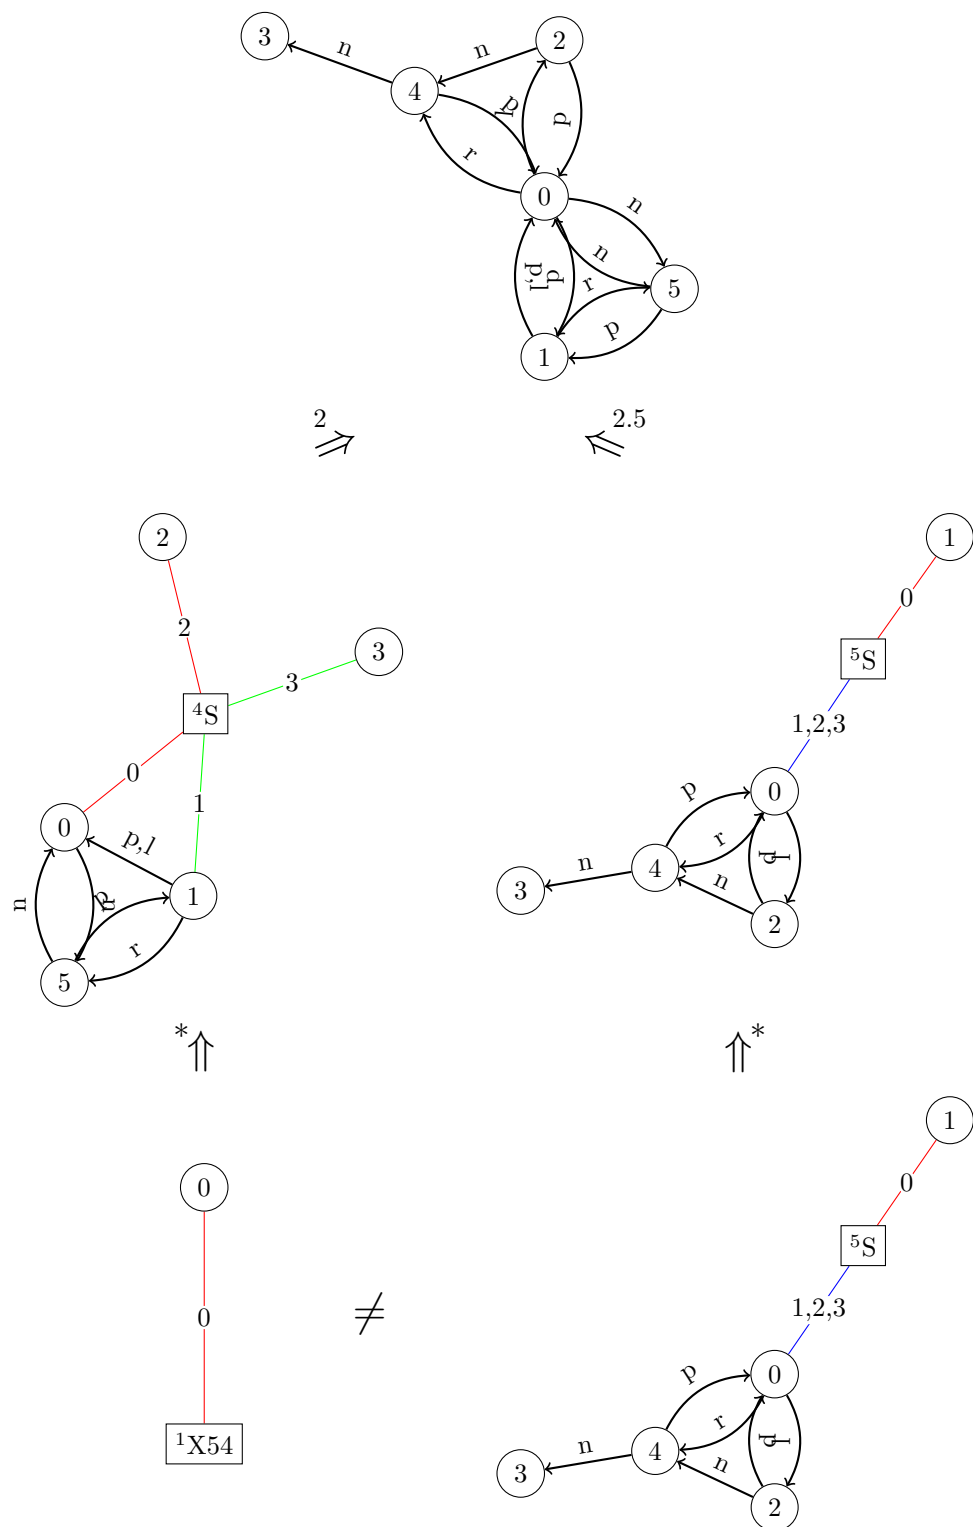 3 n n 2
4
l p p
r
0
n
n
p,l p r 5
p
1
2 2.5
⇒ ⇐
2 1
2 0
3 3
⁴S ⁵S
0 1,2,3
1 0
0 p,l p
r
n p n 1 4 l p
n n
r 3 2
5
* ⇑ ⇑ *
1
0
0
⁵S
0 ≠ 1,2,3
0
p
r
¹X54 4 l p
n n
3 2